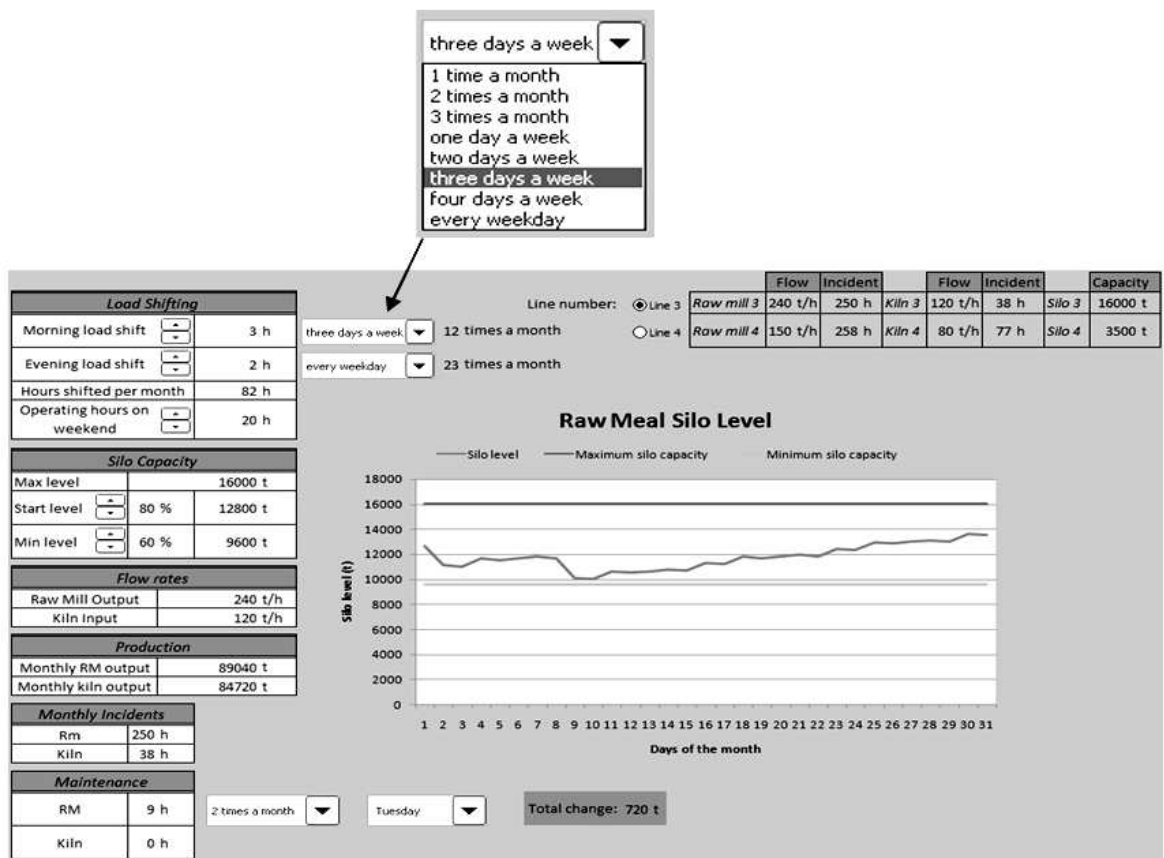 three days a week
1 time a month
2 times a month
3 times a month
one day a week
two days a week
three days a week
four days a week
every weekday
Flow Incident Flow Incident Capacity
Line number: Line 3 Raw mill 3 240 t/h 250 h Kiln 3 120 t/h 38 h Silo 3 16000 t
Line 4 Raw mill 4 150 t/h 258 h Kiln 4 80 t/h 77 h Silo 4 3500 t
Load Shifting
Morning load shift 3 h three days a week 12 times a month
Evening load shift 2 h every weekday 23 times a month
Hours shifted per month 82 h
Operating hours on
weekend 20 h
Silo Capacity
Max level 16000 t
Start level 80 % 12800 t
Min level 60 % 9600 t
Flow rates
Raw Mill Output 240 t/h
Kiln Input 120 t/h
Production
Monthly RM output 89040 t
Monthly kiln output 84720 t
Monthly Incidents
Rm 250 h
Kiln 38 h
Maintenance
RM 9 h 2 times a month Tuesday Total change: 720 t
Kiln 0 h
Raw Meal Silo Level
Silo level Maximum silo capacity Minimum silo capacity
Silo level (t)
18000
16000
14000
12000
10000
8000
6000
4000
2000
0
1 2 3 4 5 6 7 8 9 10 11 12 13 14 15 16 17 18 19 20 21 22 23 24 25 26 27 28 29 30 31
Days of the month